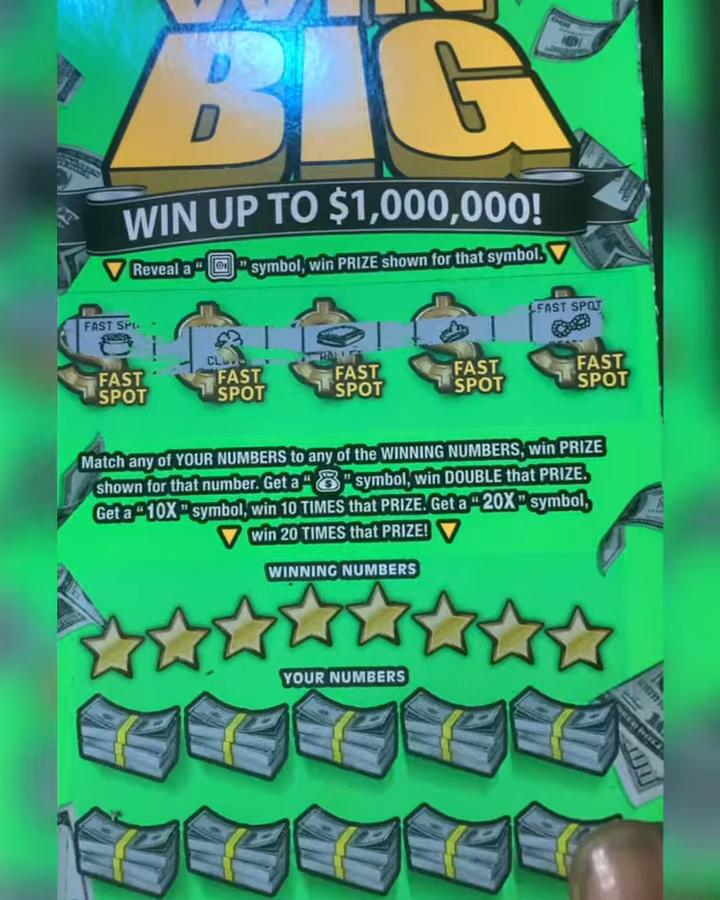 WIN
BIG
WIN UP TO $1,000,000!
Reveal a " " symbol, win PRIZE shown for that symbol.
FAST SPOT
FAST
SPOT
FAST
SPOT
FAST
SPOT
FAST
SPOT
FAST
SPOT
Match any of YOUR NUMBERS to any of the WINNING NUMBERS, win PRIZE
shown for that number. Get a " " symbol, win DOUBLE that PRIZE.
Get a "10X" symbol, win 10 TIMES that PRIZE. Get a "20X" symbol,
win 20 TIMES that PRIZE!
WINNING NUMBERS
YOUR NUMBERS